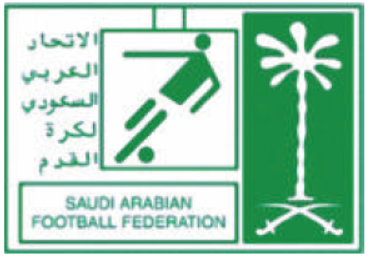 الاتحاد
العربي
السعودي
لكرة
القدم
SAUDI ARABIAN
FOOTBALL FEDERATION